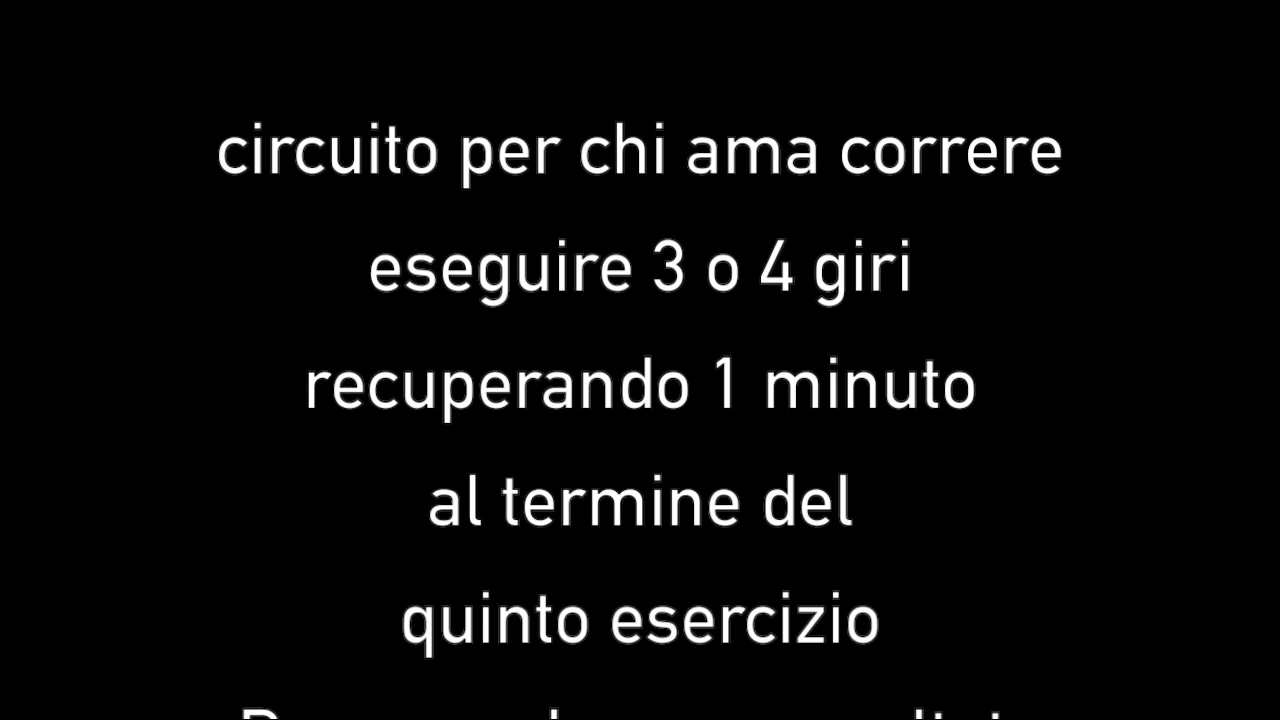 circuito per chi ama correre
eseguire 3 o 4 giri
recuperando 1 minuto
al termine del
quinto esercizio